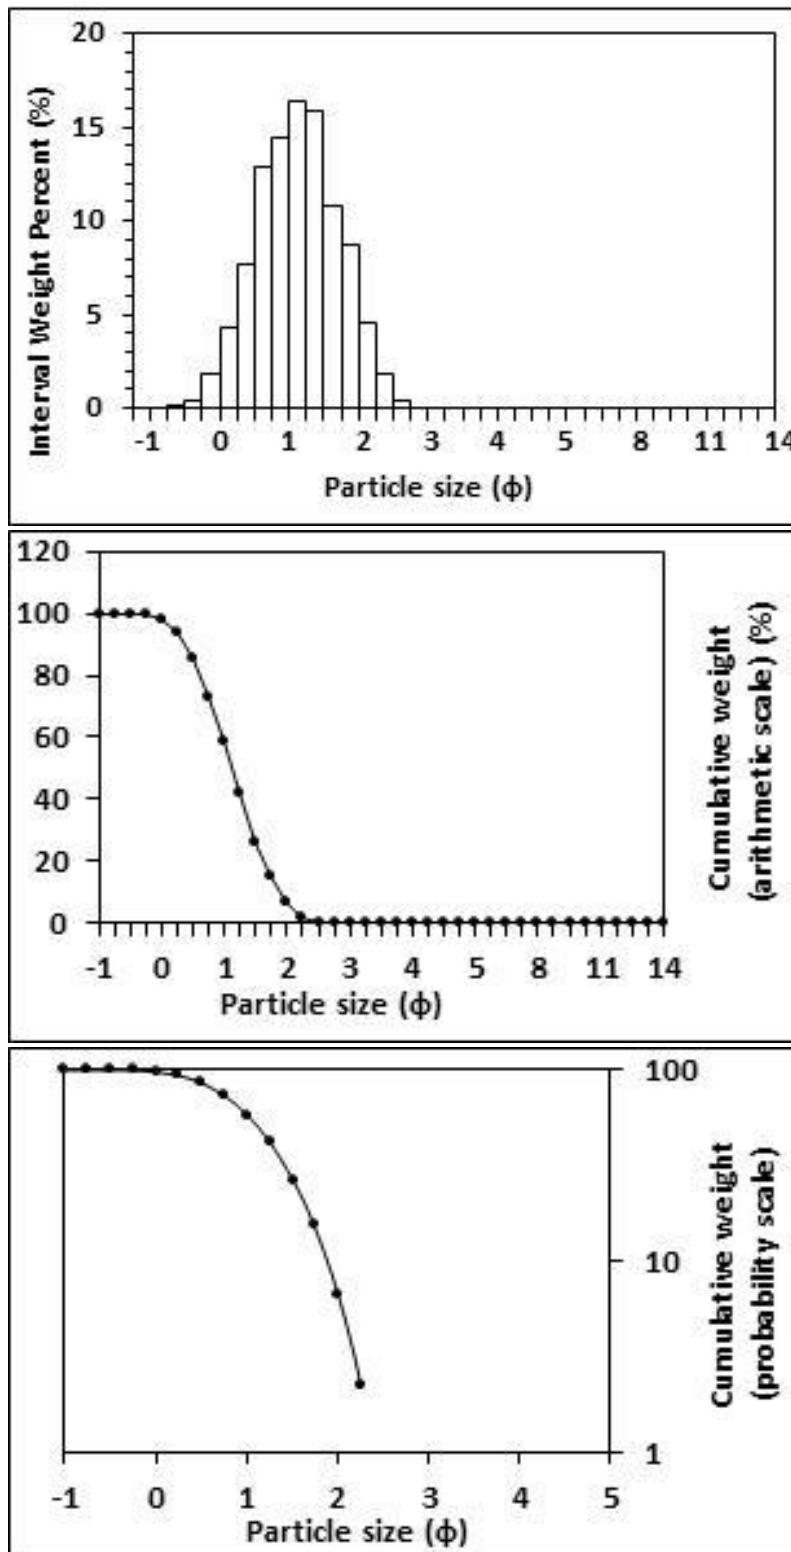 Interval Weight Percent (%)
20
15
10
5
0
-1 0 1 2 3 4 5 8 11 14
Particle size (ϕ)
120
100
80
60
40
20
0
-1 0 1 2 3 4 5 8 11 14
Particle size (ϕ)
Cumulative weight
(arithmetic scale) (%)
100
10
1
-1 0 1 2 3 4 5
Particle size (ϕ)
Cumulative weight
(probability scale)